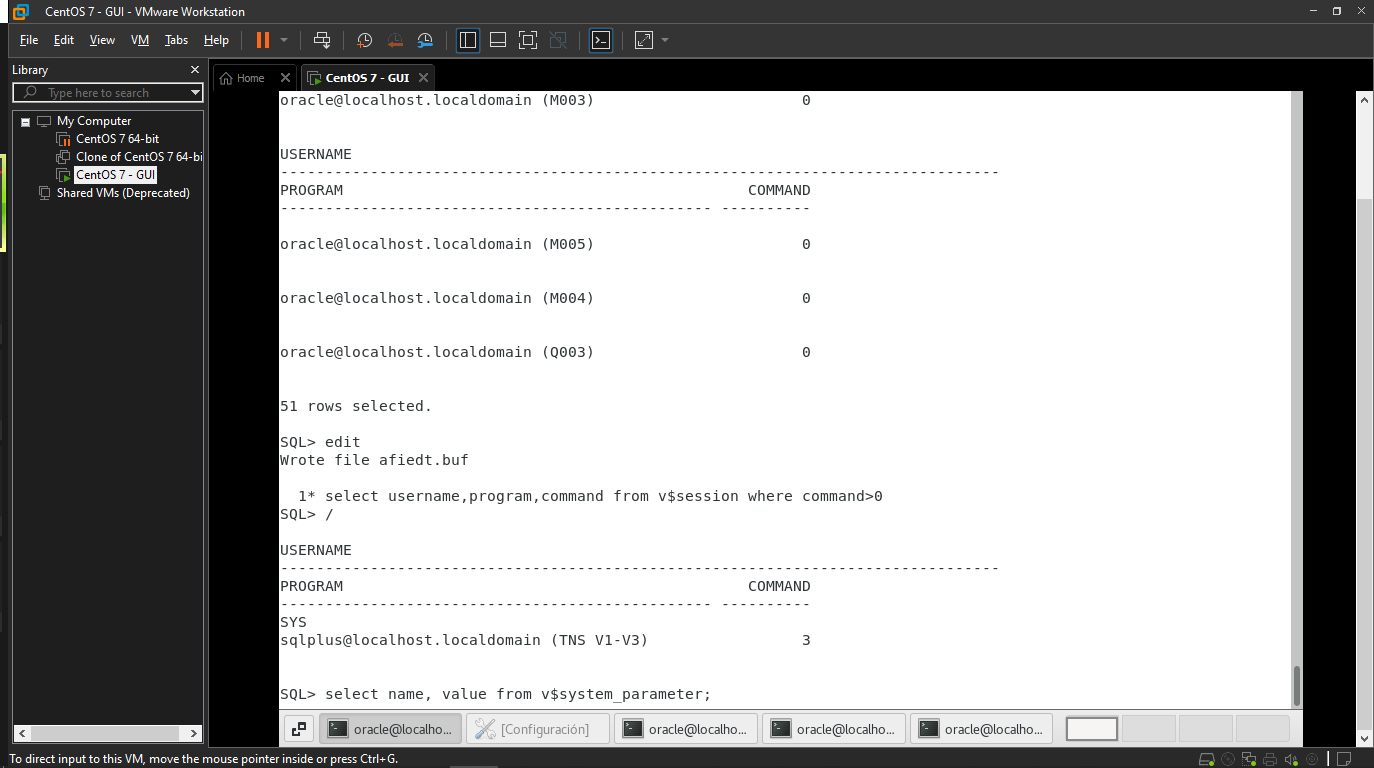 CentOS 7 - GUI - VMware Workstation
File Edit View VM Tabs Help
Library
Type here to search
My Computer
CentOS 7 64-bit
Clone of CentOS 7 64-bi
CentOS 7 - GUI
Shared VMs (Deprecated)
Home
CentOS 7 - GUI
oracle@localhost.localdomain (M003) 0
USERNAME
--------------------------------------------------------------------------------
PROGRAM COMMAND
------------------------------------------------ ----------
oracle@localhost.localdomain (M005) 0
oracle@localhost.localdomain (M004) 0
oracle@localhost.localdomain (Q003) 0
51 rows selected.
SQL> edit
Wrote file afiedt.buf
1* select username,program,command from v$session where command>0
SQL> /
USERNAME
--------------------------------------------------------------------------------
PROGRAM COMMAND
------------------------------------------------ ----------
SYS
sqlplus@localhost.localdomain (TNS V1-V3) 3
SQL> select name, value from v$system_parameter;
oracle@localho... [Configuración] oracle@localho... oracle@localho... oracle@localho...
To direct input to this VM, move the mouse pointer inside or press Ctrl+G.